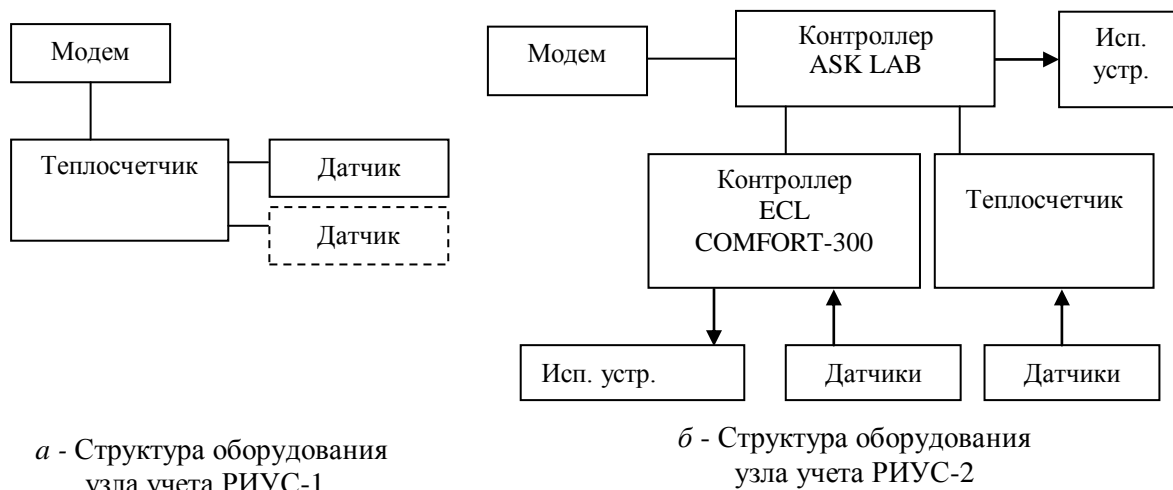 Модем
Теплосчетчик
Датчик
Датчик
а - Структура оборудования
узла учета РИУС-1
Модем
Контроллер
ASK LAB
Исп.
устр.
Контроллер
ECL
COMFORT-300
Теплосчетчик
Исп. устр.
Датчики
Датчики
б - Структура оборудования
узла учета РИУС-2